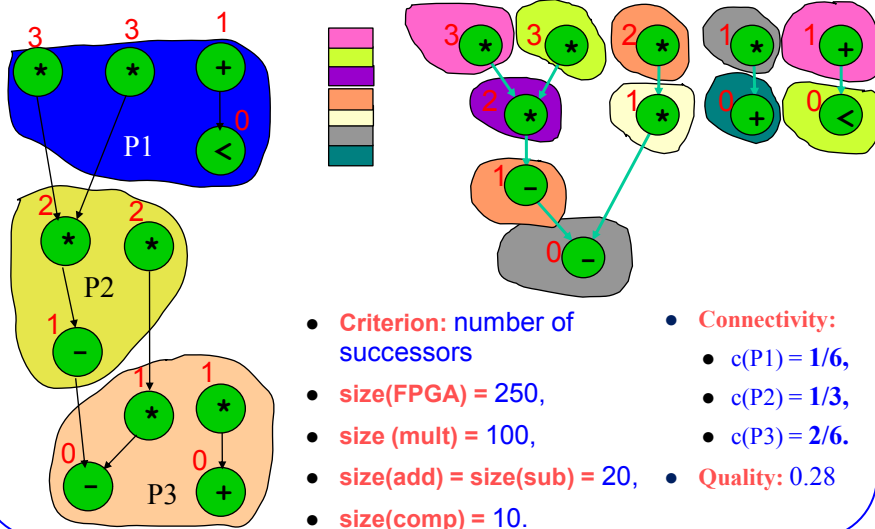 3 3 1
* * +
0
P1 <
2 2
* *
P2
1
-
1 1
* *
0 0
- P3 +
3 3 2 1 1
* * * * +
2 1 0 0
* * + <
1
-
0
-
• Criterion: number of
successors
• size(FPGA) = 250,
• size (mult) = 100,
• size(add) = size(sub) = 20,
• size(comp) = 10.
• Connectivity:
• c(P1) = 1/6,
• c(P2) = 1/3,
• c(P3) = 2/6.
• Quality: 0.28